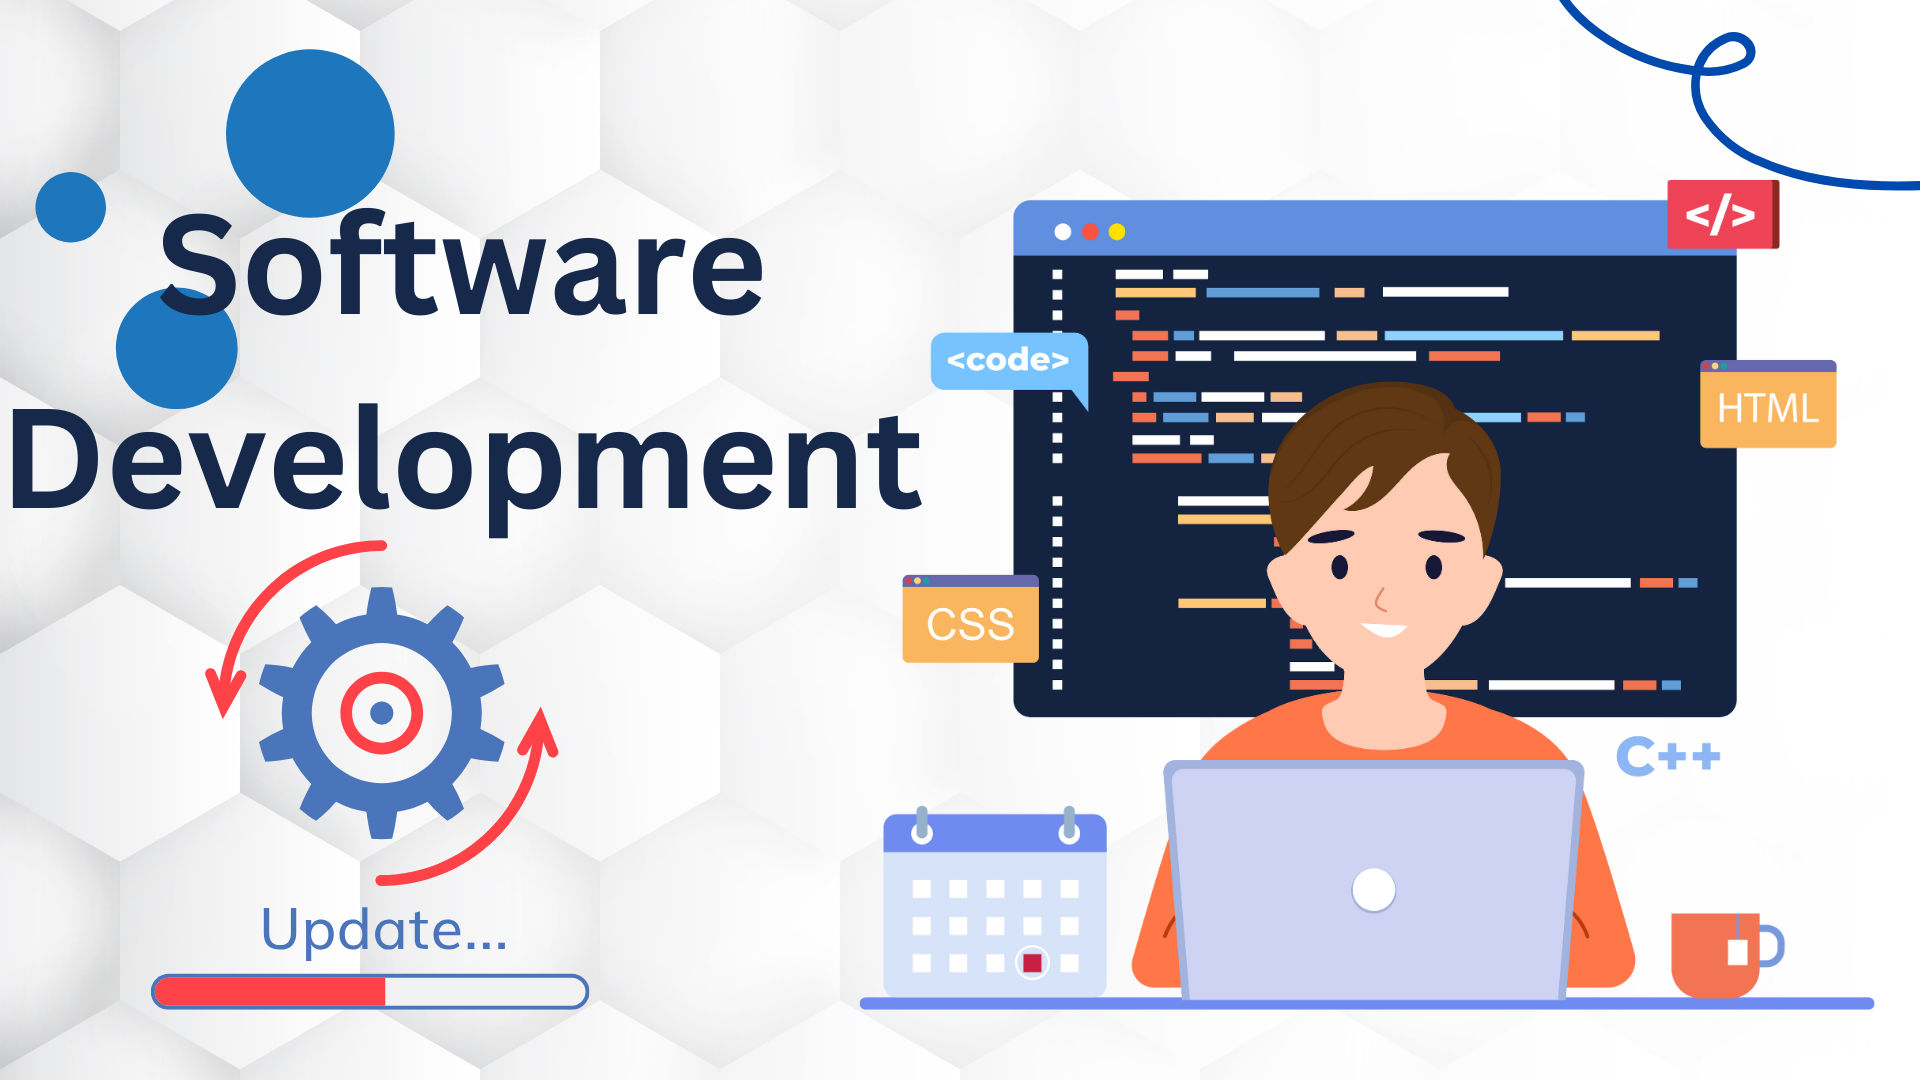 Software
Development
Update...
</>
<code>
HTML
CSS
C++